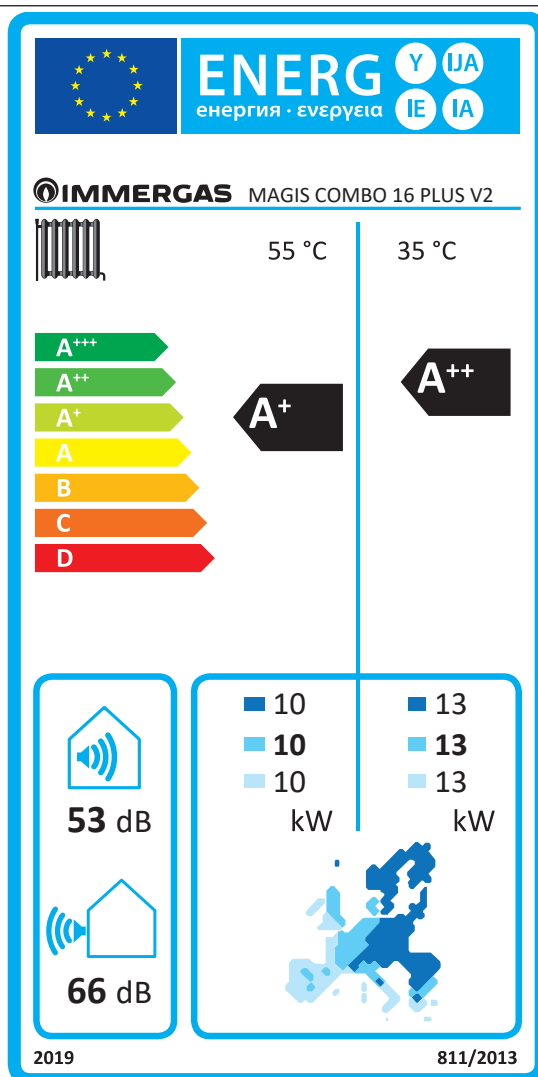 ENERG Y IJA
енергия · ενεργεια IE IA
IMMERGAS MAGIS COMBO 16 PLUS V2
55 °C 35 °C
A+++
A++
A+
A
B
C
D
A+
A++
53 dB
66 dB
10 13
10 13
10 13
kW kW
2019 811/2013